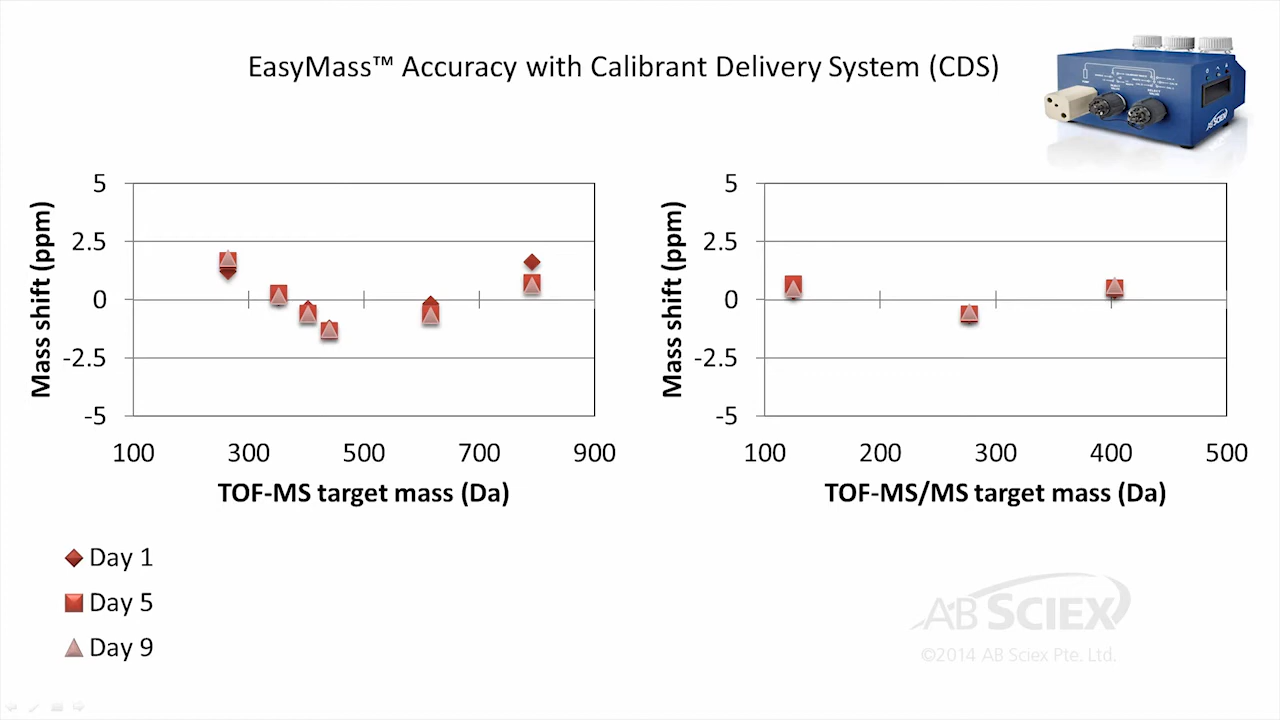 EasyMass™ Accuracy with Calibrant Delivery System (CDS)
AB SCIEX
5
2.5
0
-2.5
-5
Mass shift (ppm)
100 300 500 700 900
TOF-MS target mass (Da)
5
2.5
0
-2.5
-5
Mass shift (ppm)
100 200 300 400 500
TOF-MS/MS target mass (Da)
Day 1
Day 5
Day 9
AB SCIEX
©2014 AB Sciex Pte. Ltd.